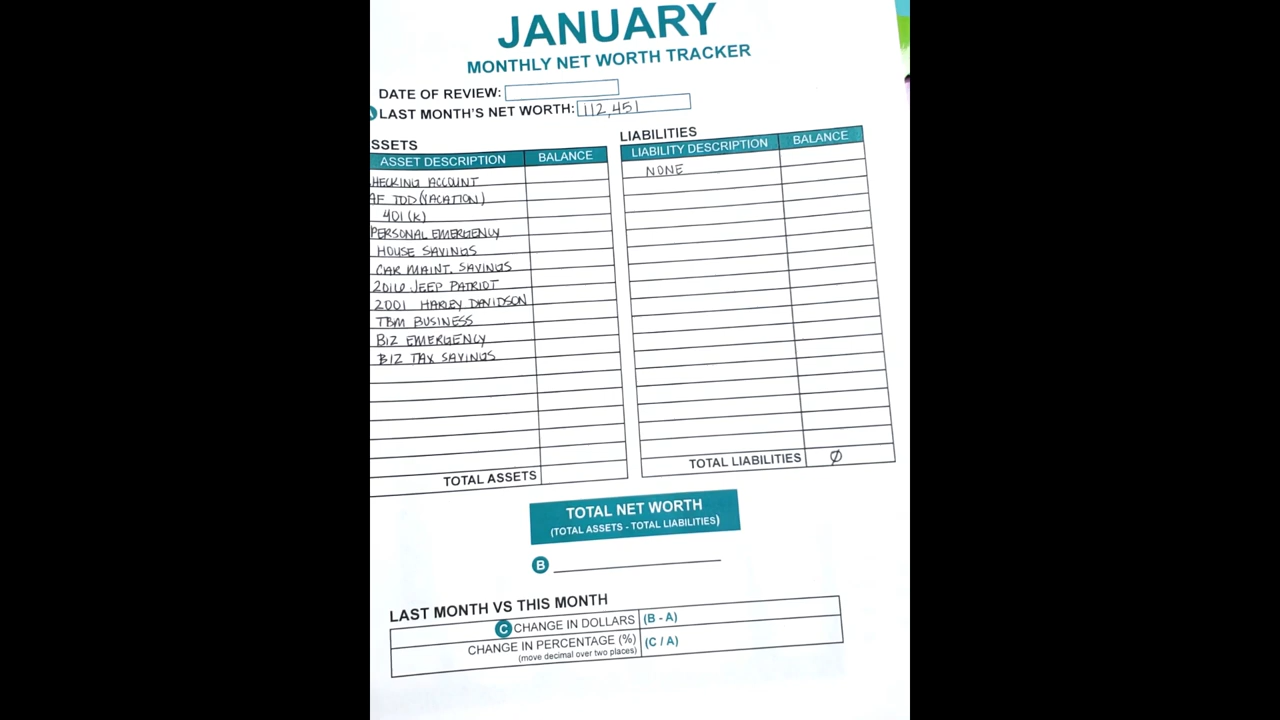 JANUARY
MONTHLY NET WORTH TRACKER
DATE OF REVIEW:
A LAST MONTH'S NET WORTH: 112,451
SSETS
ASSET DESCRIPTION BALANCE
HECKING ACCOUNT
AF TDD (VACATION)
401(K)
PERSONAL EMERGENCY
HOUSE SAVINGS
CAR MAINT. SAVINGS
2016 JEEP PATRIOT
2001 HARLEY DAVIDSON
TBM BUSINESS
BIZ EMERGENCY
BIZ TAX SAVINGS
TOTAL ASSETS
LIABILITIES
LIABILITY DESCRIPTION BALANCE
NONE
TOTAL LIABILITIES Ø
TOTAL NET WORTH
(TOTAL ASSETS - TOTAL LIABILITIES)
B
LAST MONTH VS THIS MONTH
C CHANGE IN DOLLARS (B - A)
CHANGE IN PERCENTAGE (%) (C / A)
(move decimal over two places)